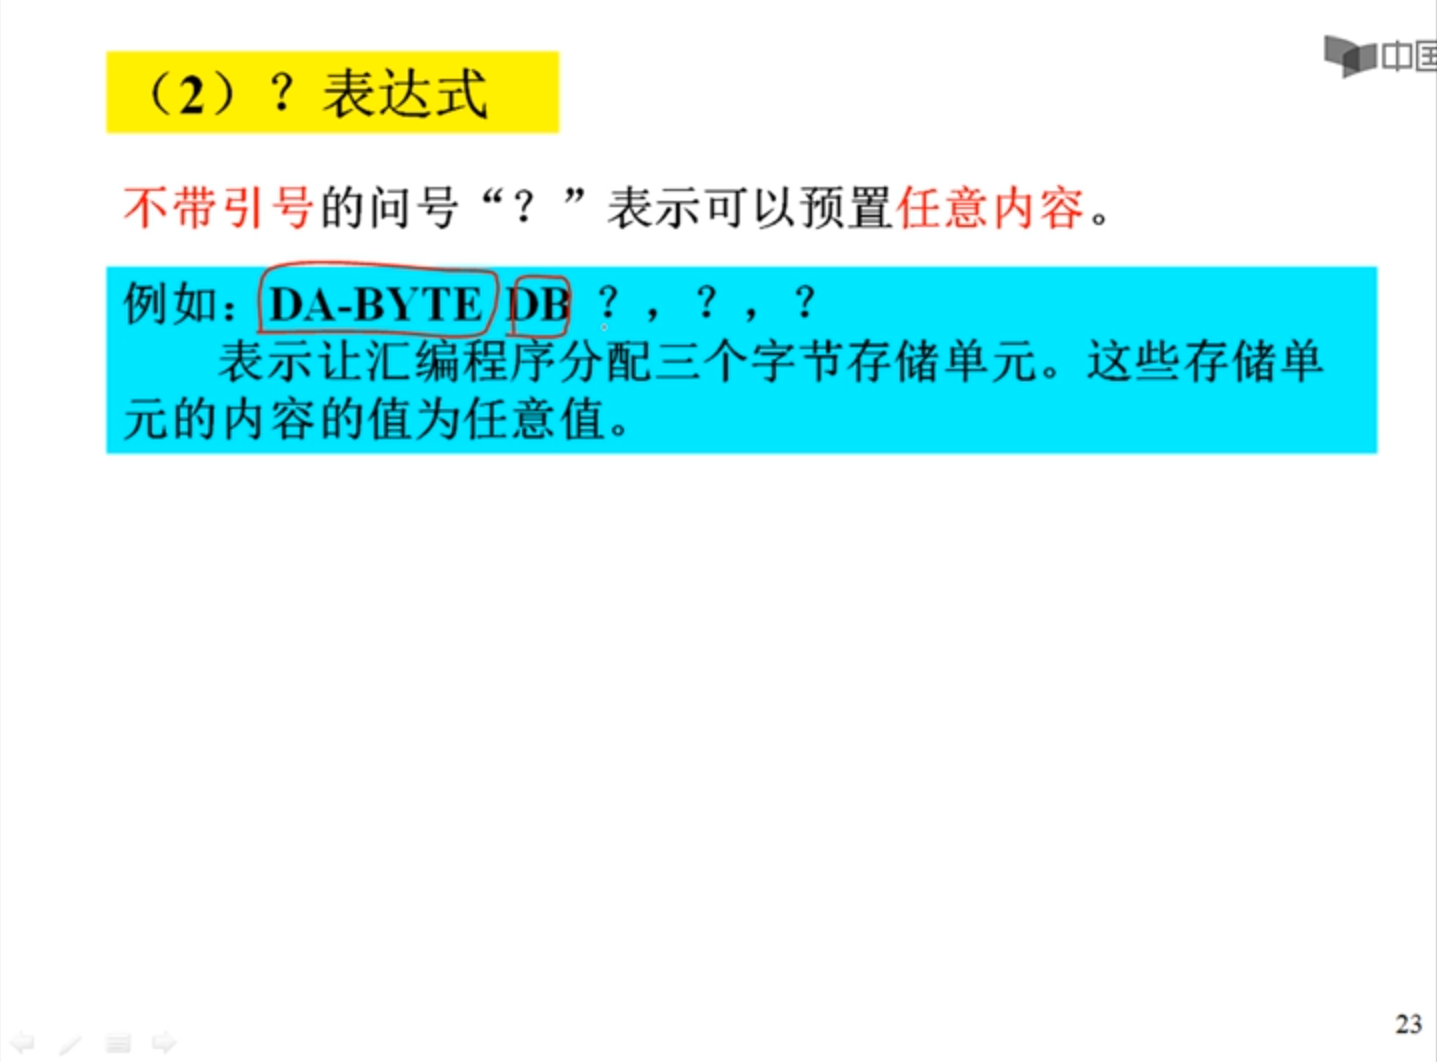 中国
（2）？表达式
不带引号的问号“？”表示可以预置任意内容。
例如：DA-BYTE DB ？，？，？
表示让汇编程序分配三个字节存储单元。这些存储单
元的内容的值为任意值。
23